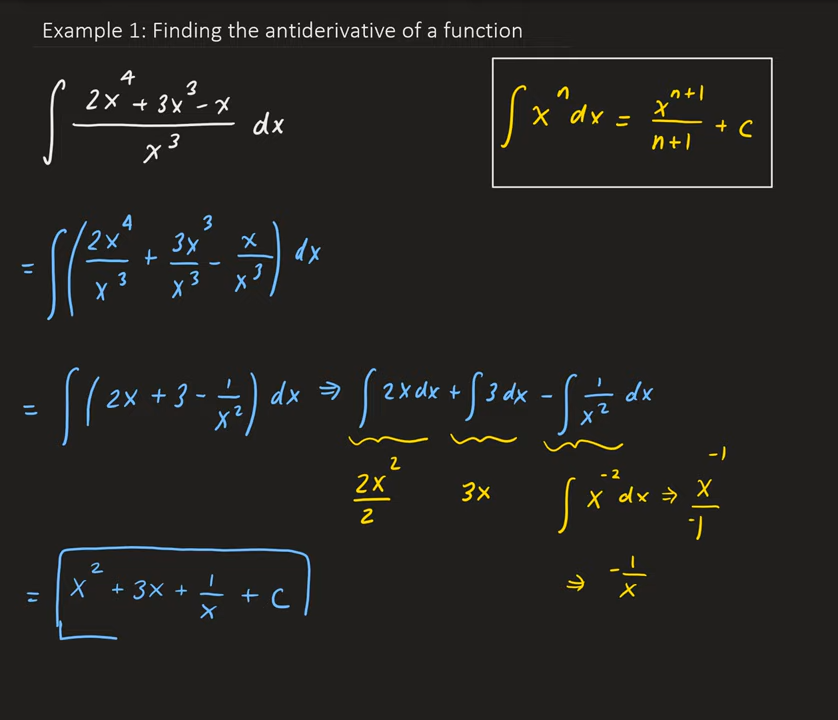 Example 1: Finding the antiderivative of a function
∫ (2x⁴ + 3x³ - x)/x³ dx
∫ xⁿ dx = xⁿ⁺¹/(n+1) + c
= ∫ (2x⁴/x³ + 3x³/x³ - x/x³) dx
= ∫ (2x + 3 - 1/x²) dx ⇒ ∫ 2x dx + ∫ 3 dx - ∫ 1/x² dx
2x²/2 3x ∫ x⁻² dx ⇒ x⁻¹/-1
⇒ -1/x
= x² + 3x + 1/x + C